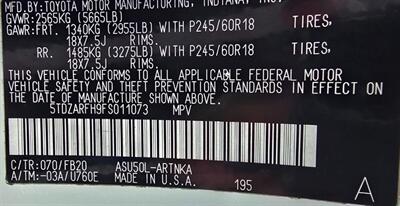 MFD.BY:TOYOTA MOTOR MANUFACTURING, INDIANA, INC.
GVWR:2565KG (5665LB)
GAWR:FRT. 1340KG (2955LB) WITH P245/60R18 TIRES,
18X7.5J RIMS.
RR. 1485KG (3275LB) WITH P245/60R18 TIRES,
18X7.5J RIMS.
THIS VEHICLE CONFORMS TO ALL APPLICABLE FEDERAL MOTOR
VEHICLE SAFETY AND THEFT PREVENTION STANDARDS IN EFFECT ON
THE DATE OF MANUFACTURE SHOWN ABOVE.
5TDZARFH9FS011073 MPV
C/TR:070/FB20 ASU50L-ARTNKA
A/TM:-03A/U760E MADE IN U.S.A. 195
A